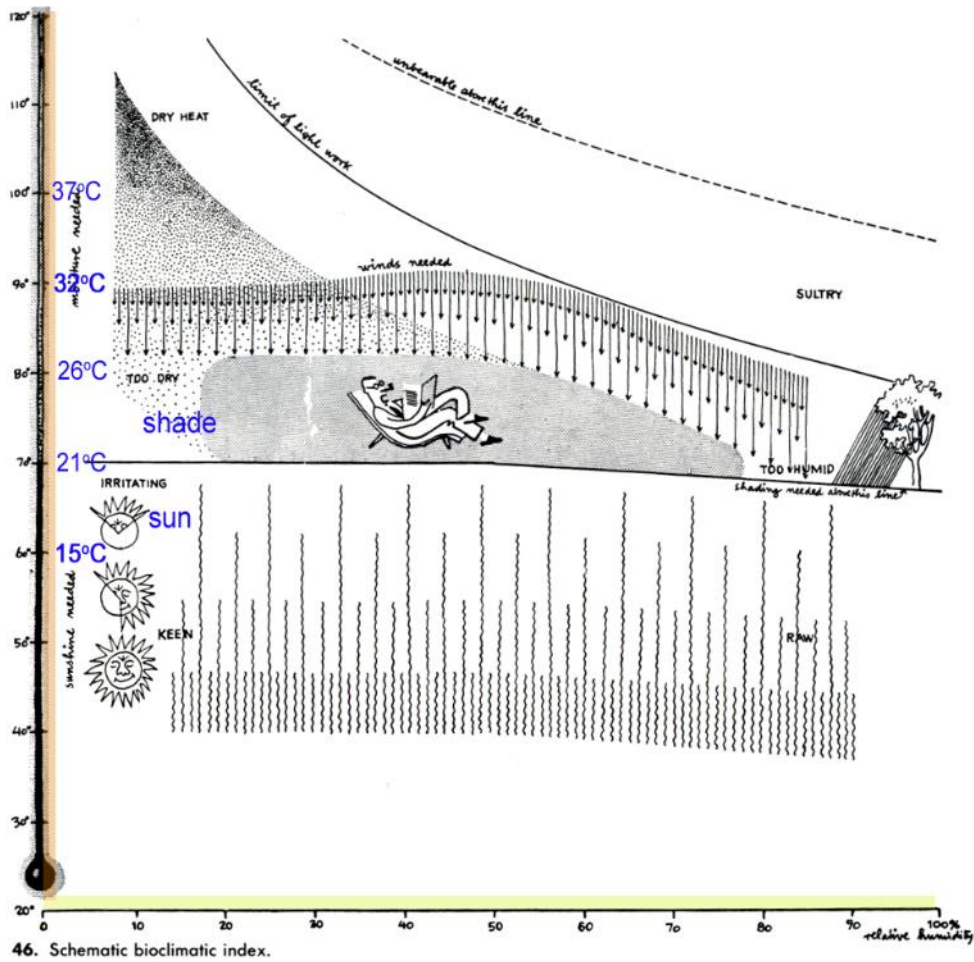 120°
unbearable above this line
limit of light work
110°
DRY HEAT
100°
37°C
moisture needed
winds needed
90°
32°C
SULTRY
80°
26°C
TOO DRY
shade
70°
21°C
TOO HUMID
shading needed above this line
IRRITATING
sun
60°
15°C
50°
KEEN
RAW
sunshine needed
40°
30°
20°
0 10 20 30 40 50 60 70 80 90 100%
relative humidity
46. Schematic bioclimatic index.